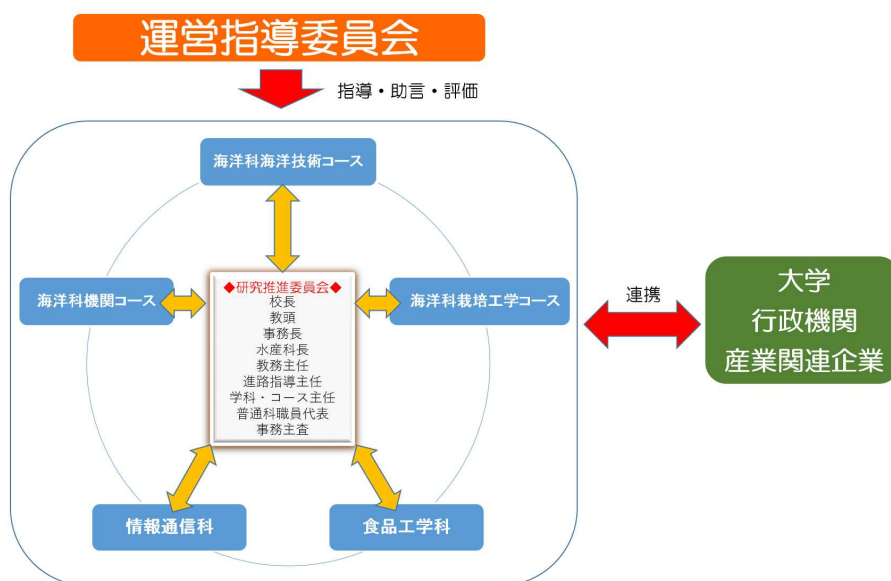 運営指導委員会
指導・助言・評価
海洋科海洋技術コース
海洋科機関コース
◆研究推進委員会◆
校長
教頭
事務長
水産科長
教務主任
進路指導主任
学科・コース主任
普通科職員代表
事務主査
海洋科栽培工学コース
連携
大学
行政機関
産業関連企業
情報通信科
食品工学科